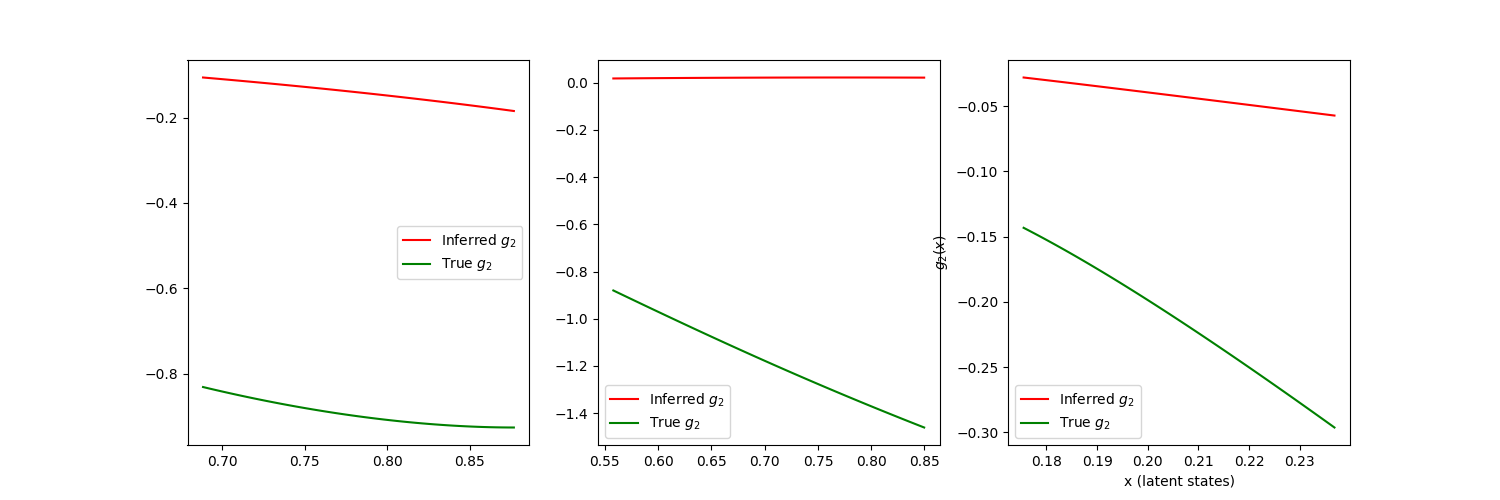 −0.2
−0.4
−0.6
−0.8
0.70 0.75 0.80 0.85
Inferred g₂
True g₂
0.0
−0.2
−0.4
−0.6
−0.8
−1.0
−1.2
−1.4
0.55 0.60 0.65 0.70 0.75 0.80 0.85
Inferred g₂
True g₂
g₂(x)
−0.05
−0.10
−0.15
−0.20
−0.25
−0.30
0.18 0.19 0.20 0.21 0.22 0.23
x (latent states)
Inferred g₂
True g₂